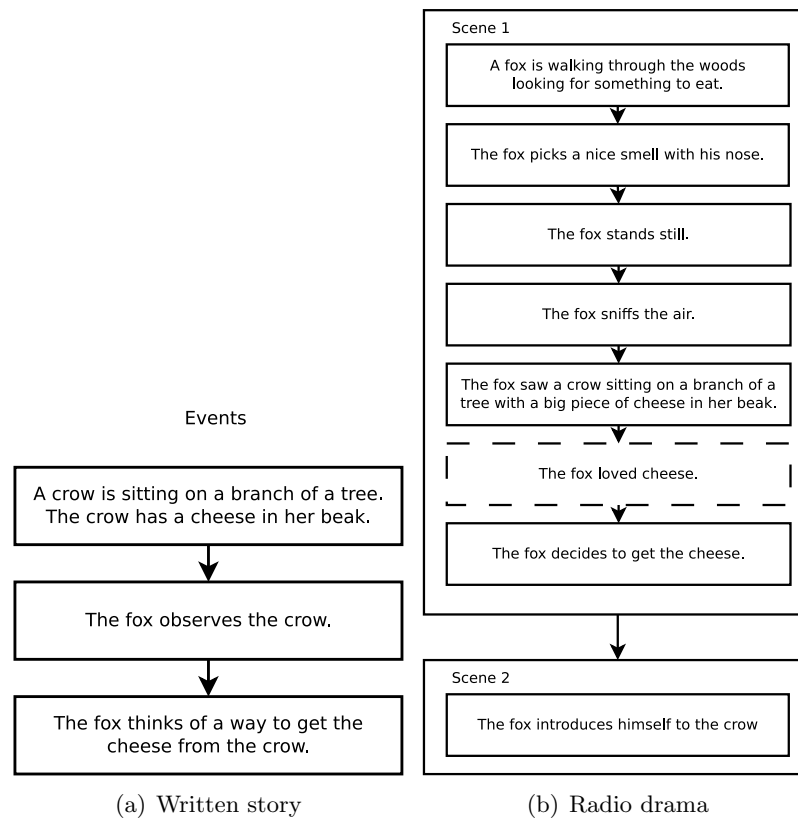 Events
A crow is sitting on a branch of a tree.
The crow has a cheese in her beak.
The fox observes the crow.
The fox thinks of a way to get the
cheese from the crow.
(a) Written story
Scene 1
A fox is walking through the woods
looking for something to eat.
The fox picks a nice smell with his nose.
The fox stands still.
The fox sniffs the air.
The fox saw a crow sitting on a branch of a
tree with a big piece of cheese in her beak.
The fox loved cheese.
The fox decides to get the cheese.
Scene 2
The fox introduces himself to the crow
(b) Radio drama